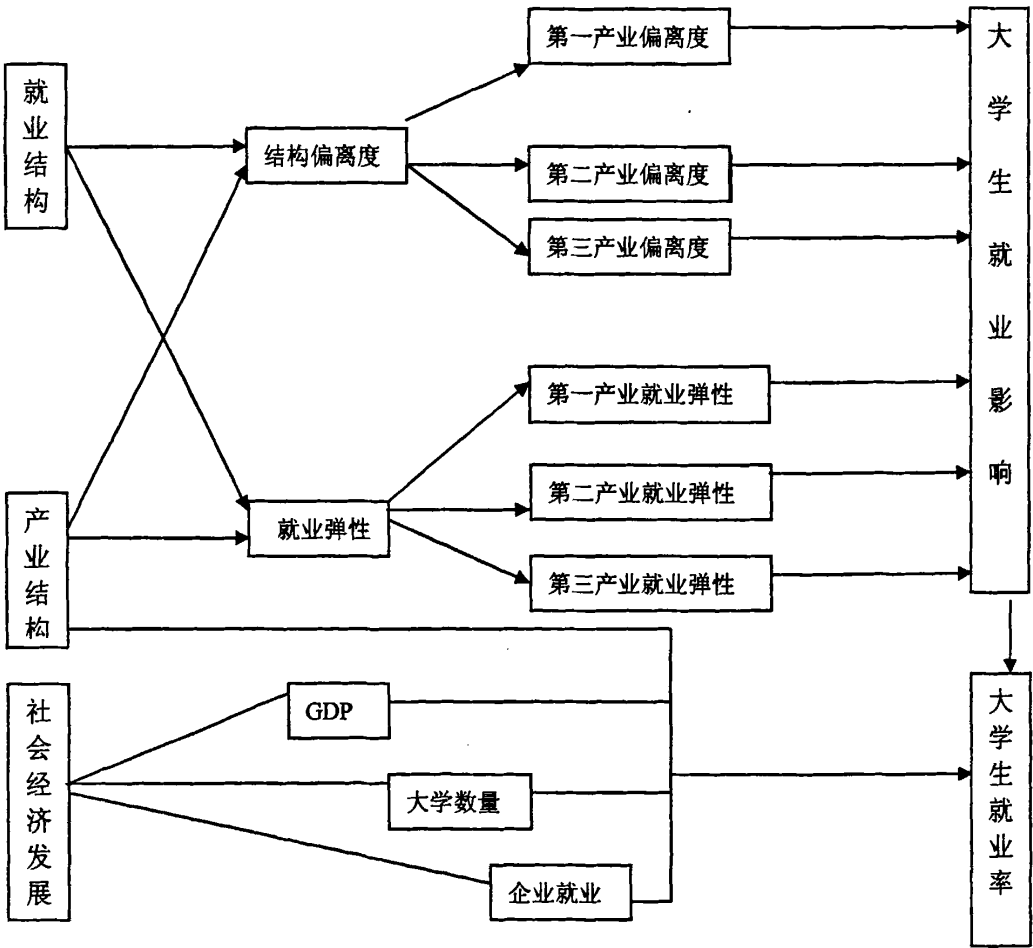 就业结构
产业结构
社会经济发展
结构偏离度
就业弹性
GDP
大学数量
企业就业
第一产业偏离度
第二产业偏离度
第三产业偏离度
第一产业就业弹性
第二产业就业弹性
第三产业就业弹性
大学生就业影响
大学生就业率